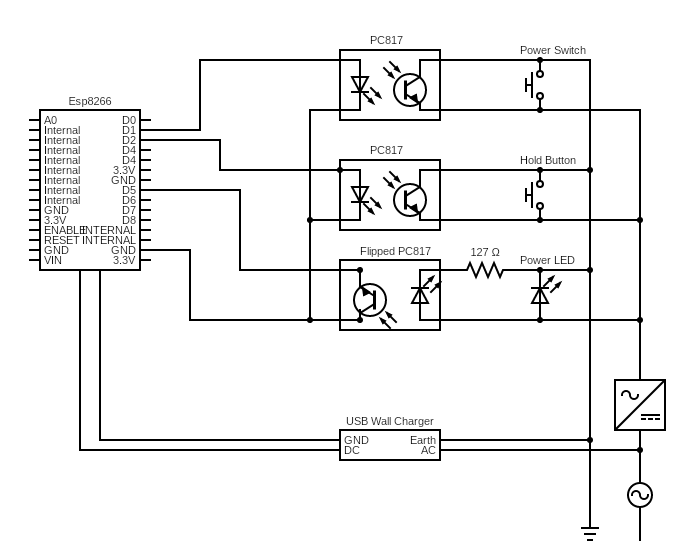 PC817
Power Switch
Esp8266
A0 D0
Internal D1
Internal D2
Internal D4
Internal D4
Internal 3.3V
Internal GND
Internal D5
Internal D6
GND D7
3.3V D8
ENABLE INTERNAL
RESET INTERNAL
GND GND
VIN 3.3V
PC817
Hold Button
Flipped PC817
127 Ω
Power LED
USB Wall Charger
GND Earth
DC AC